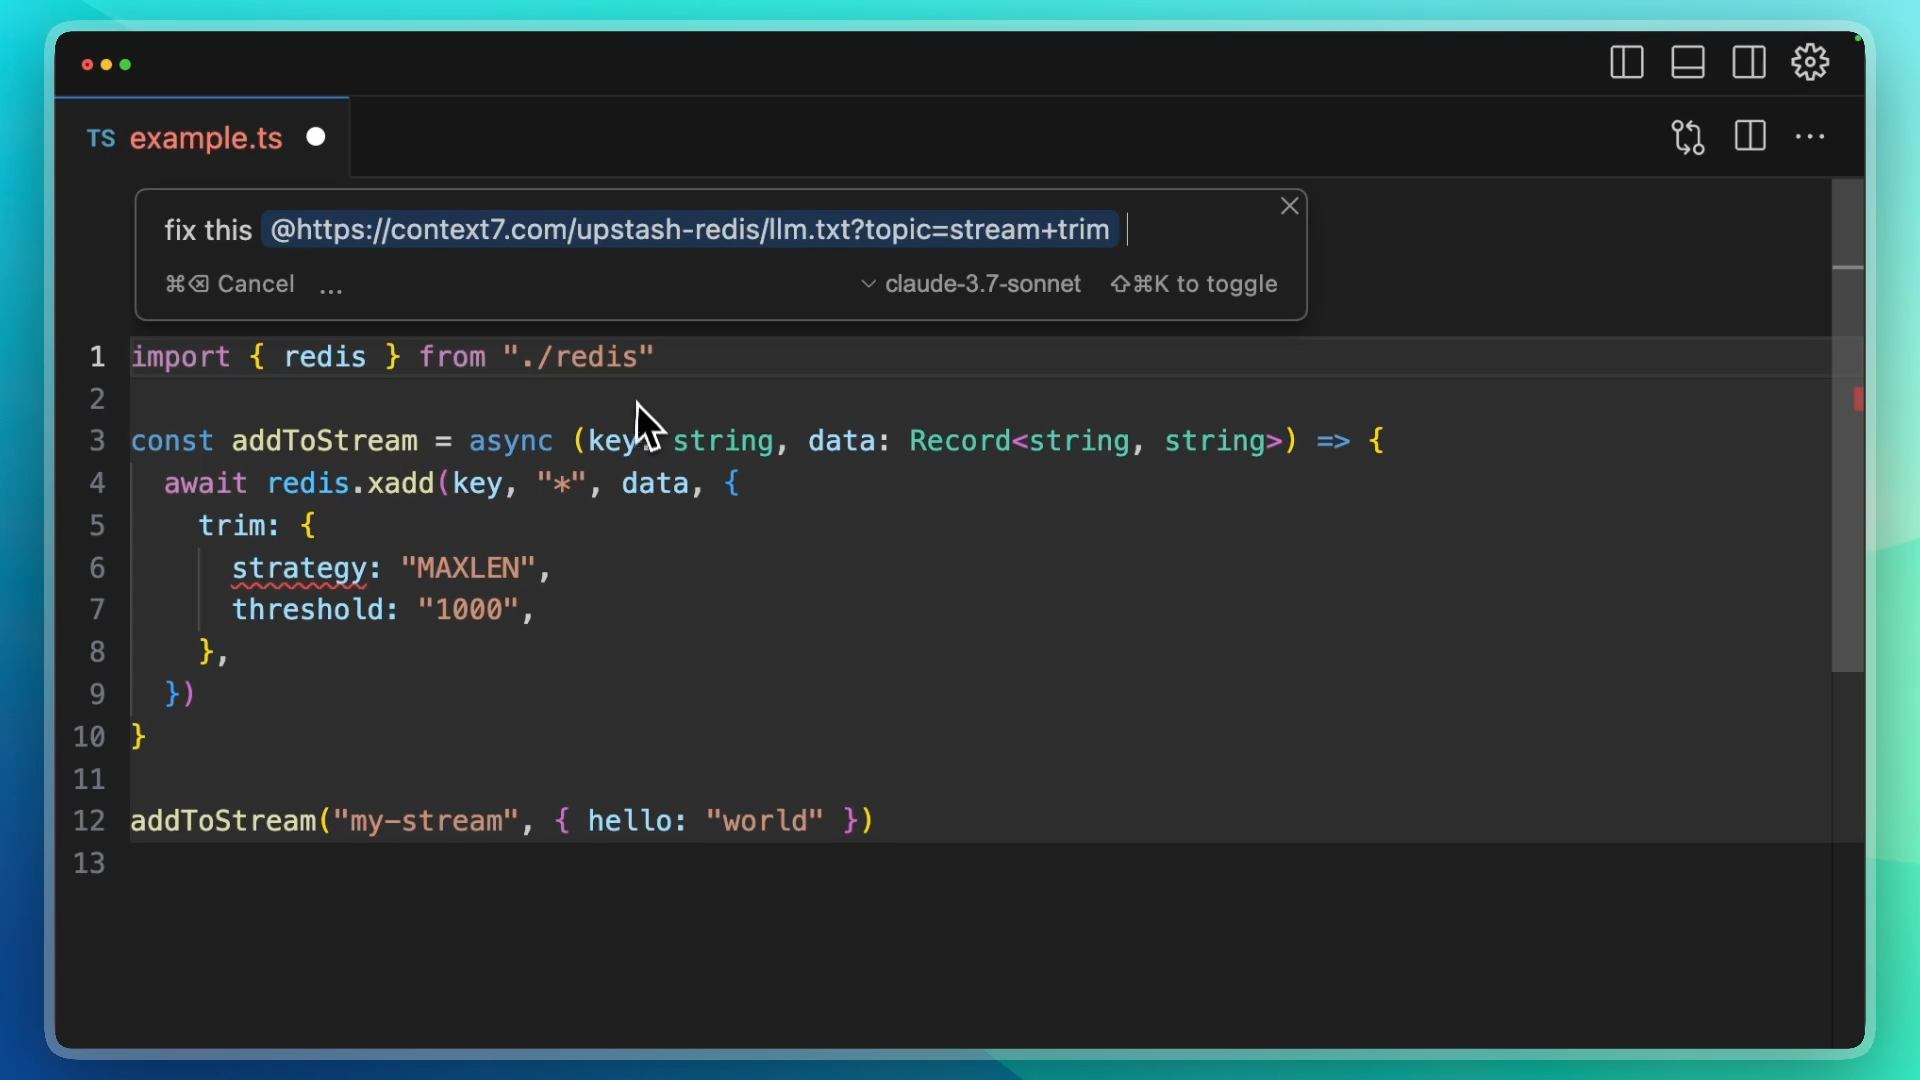 TS example.ts
fix this @https://context7.com/upstash-redis/llm.txt?topic=stream+trim
⌘⌫ Cancel ... claude-3.7-sonnet ⇧⌘K to toggle
1 import { redis } from "./redis"
2
3 const addToStream = async (key: string, data: Record<string, string>) => {
4 await redis.xadd(key, "*", data, {
5 trim: {
6 strategy: "MAXLEN",
7 threshold: "1000",
8 },
9 })
10 }
11
12 addToStream("my-stream", { hello: "world" })
13